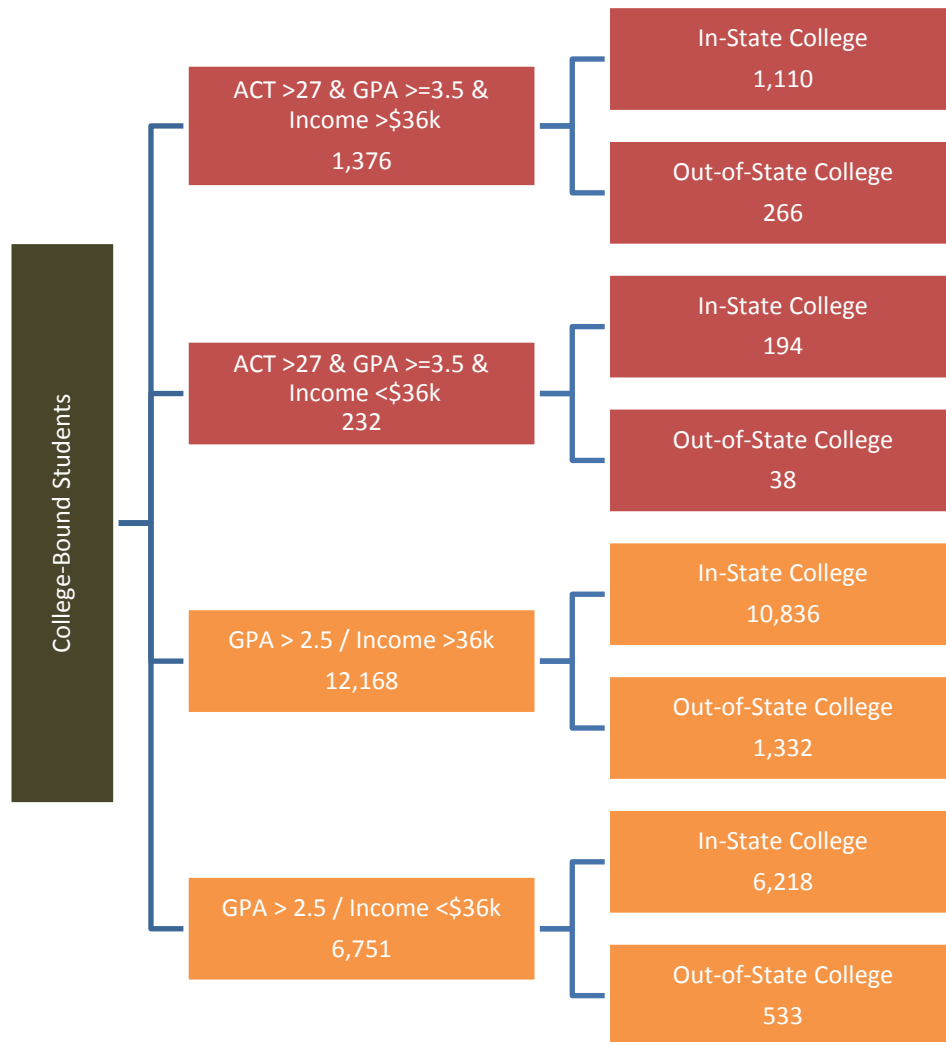 College-Bound Students
ACT >27 & GPA >=3.5 &
Income >$36k
1,376
In-State College
1,110
Out-of-State College
266
ACT >27 & GPA >=3.5 &
Income <$36k
232
In-State College
194
Out-of-State College
38
GPA > 2.5 / Income >36k
12,168
In-State College
10,836
Out-of-State College
1,332
GPA > 2.5 / Income <$36k
6,751
In-State College
6,218
Out-of-State College
533